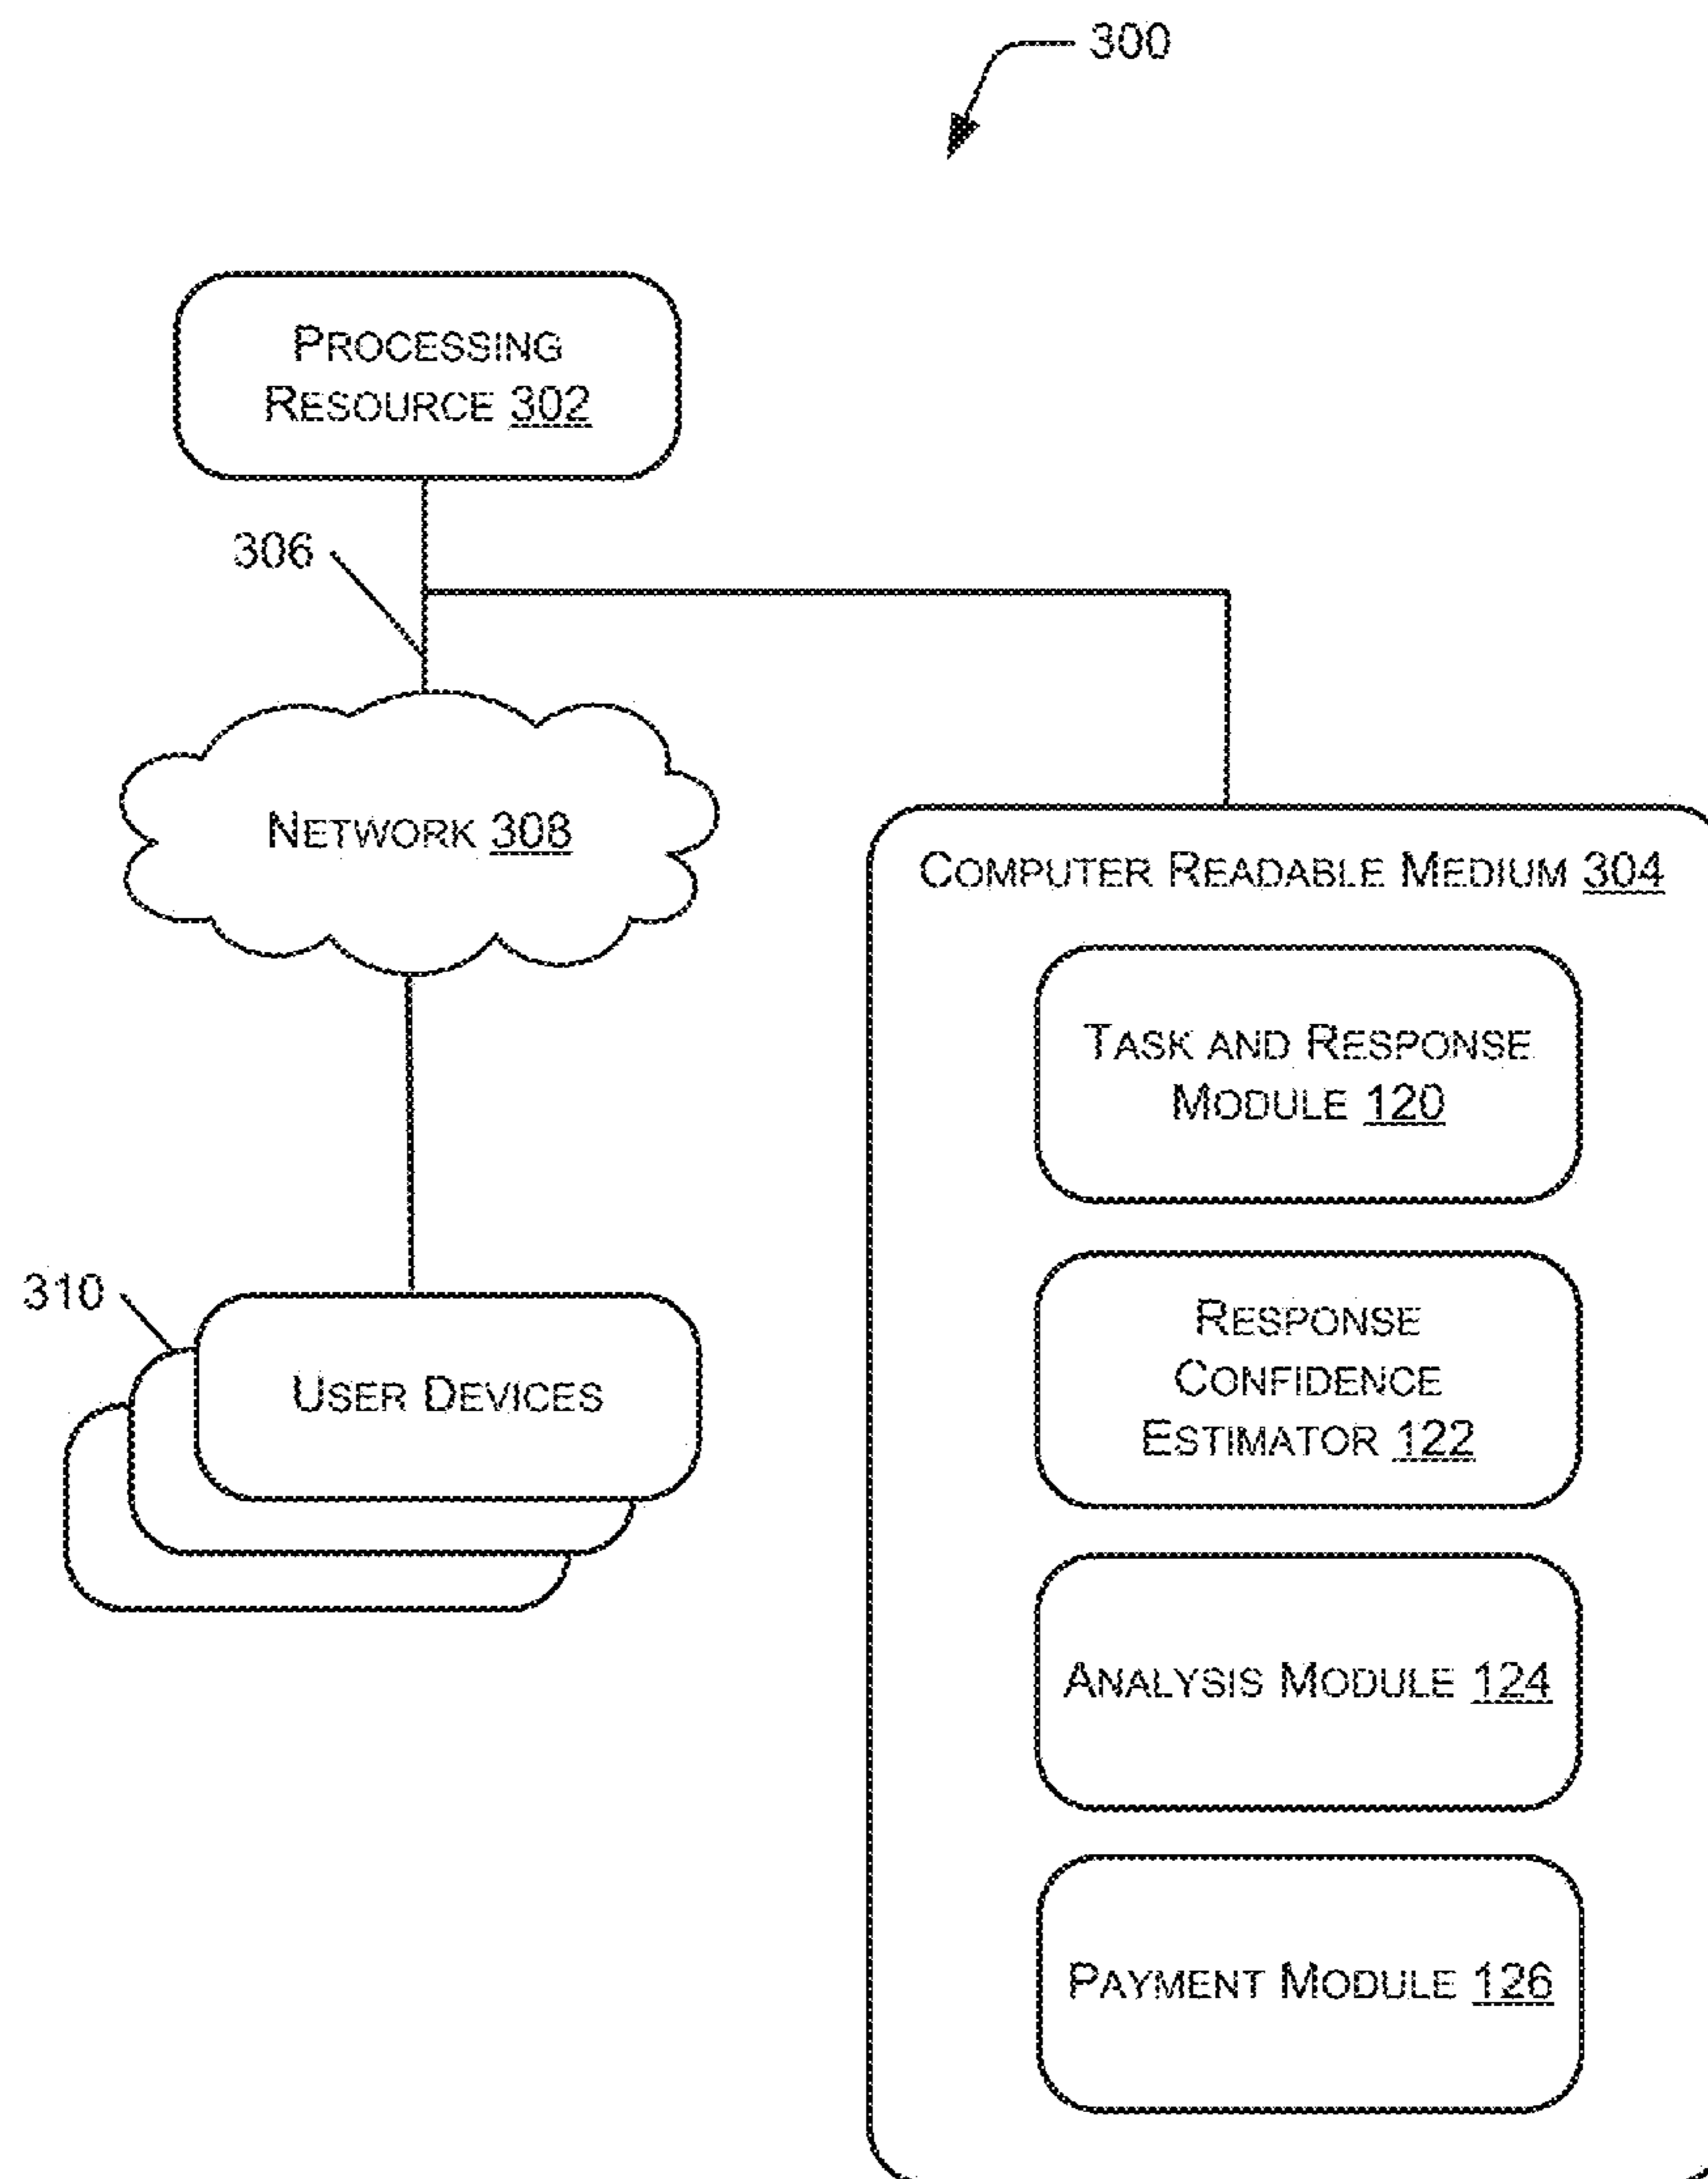 300
PROCESSING
RESOURCE 302
306
NETWORK 308
COMPUTER READABLE MEDIUM 304
TASK AND RESPONSE
MODULE 120
310
USER DEVICES
RESPONSE
CONFIDENCE
ESTIMATOR 122
ANALYSIS MODULE 124
PAYMENT MODULE 126